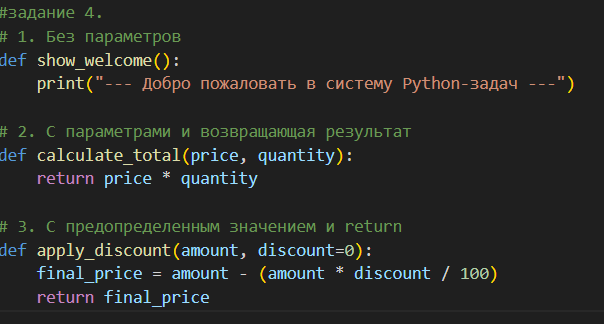 #задание 4.
# 1. Без параметров
def show_welcome():
    print("--- Добро пожаловать в систему Python-задач ---")
# 2. С параметрами и возвращающая результат
def calculate_total(price, quantity):
    return price * quantity
# 3. С предопределенным значением и return
def apply_discount(amount, discount=0):
    final_price = amount - (amount * discount / 100)
    return final_price